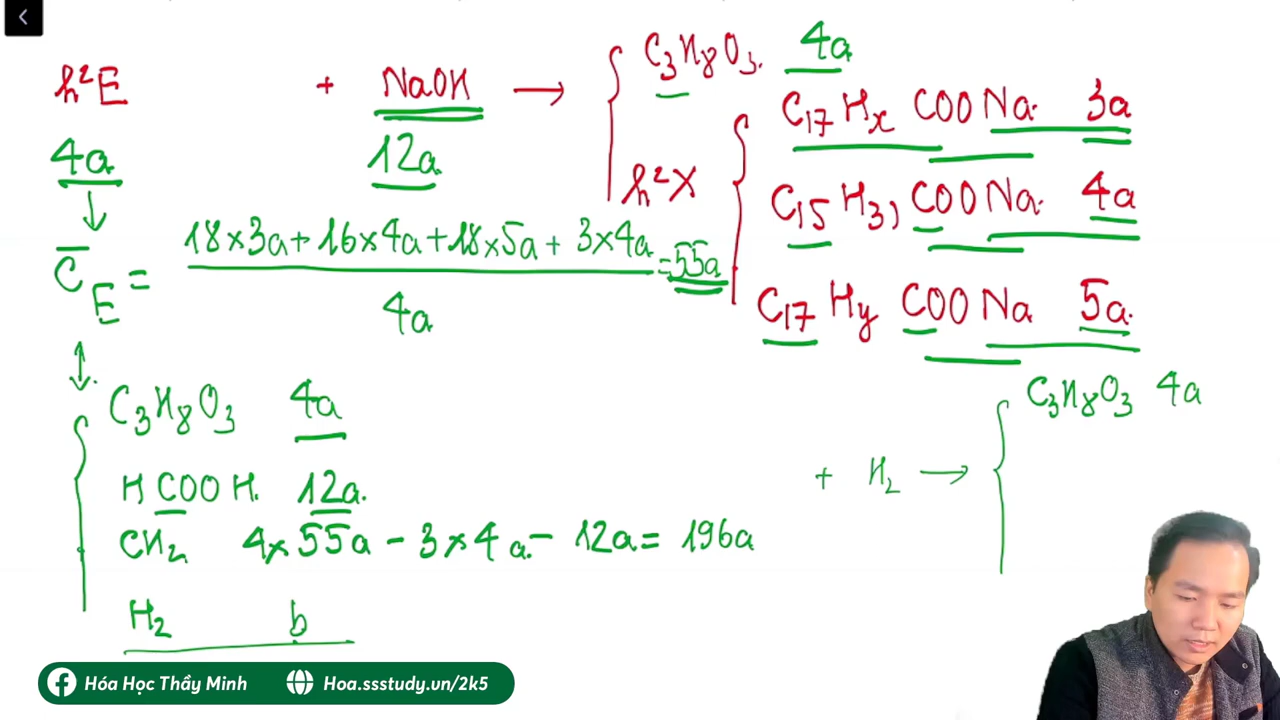 h²E + NaOH → C₃H₈O₃. 4a
4a 12a
C₁₇HₓCOONa. 3a
h²X
C₁₅H₃₁COONa. 4a
C₁₇HyCOONa 5a.
C̄E = (18×3a + 16×4a + 18×5a + 3×4a) / 4a = 55a
C₃H₈O₃ 4a
HCOOH. 12a.
CH₂ 4×55a - 3×4a - 12a = 196a
H₂ b
+ H₂ → C₃H₈O₃ 4a
Hóa Học Thầy Minh
Hoa.ssstudy.vn/2k5